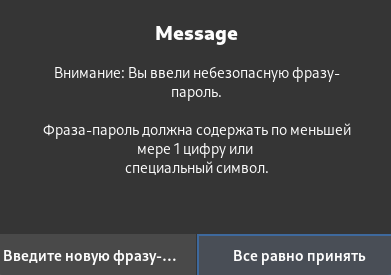 Message
Внимание: Вы ввели небезопасную фразу-
пароль.
Фраза-пароль должна содержать по меньшей
мере 1 цифру или
специальный символ.
Введите новую фразу-…
Все равно принять